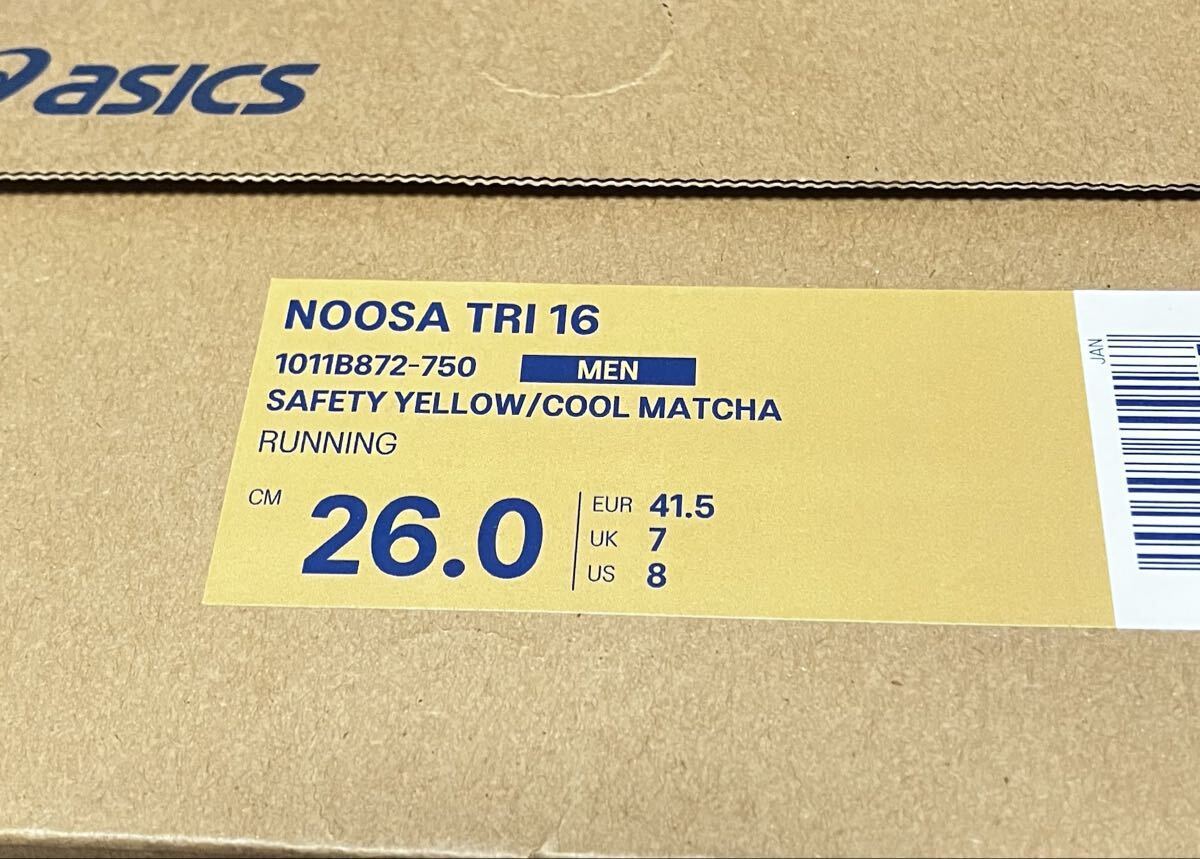 asics
NOOSA TRI 16
1011B872-750 MEN
SAFETY YELLOW/COOL MATCHA
RUNNING
CM 26.0
EUR 41.5
UK 7
US 8
JAN